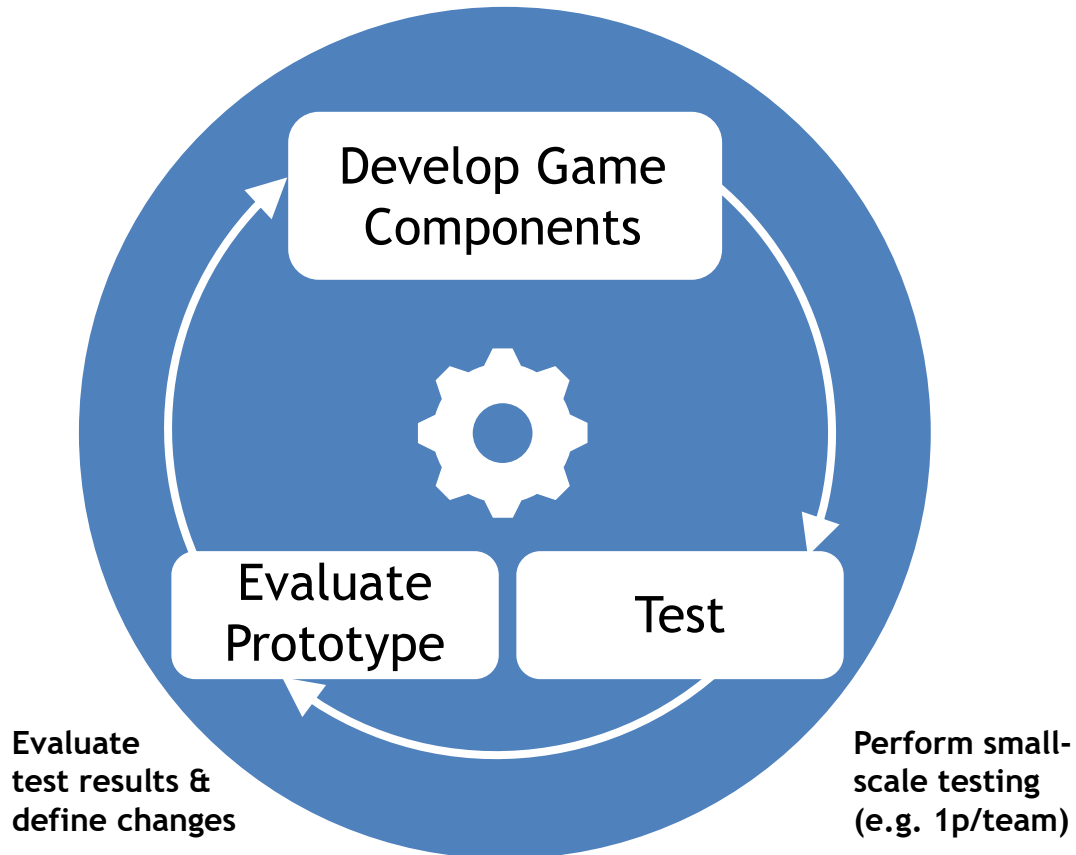 Develop Game
Components
Evaluate
Prototype
Test
Evaluate
test results &
define changes
Perform small-
scale testing
(e.g. 1p/team)